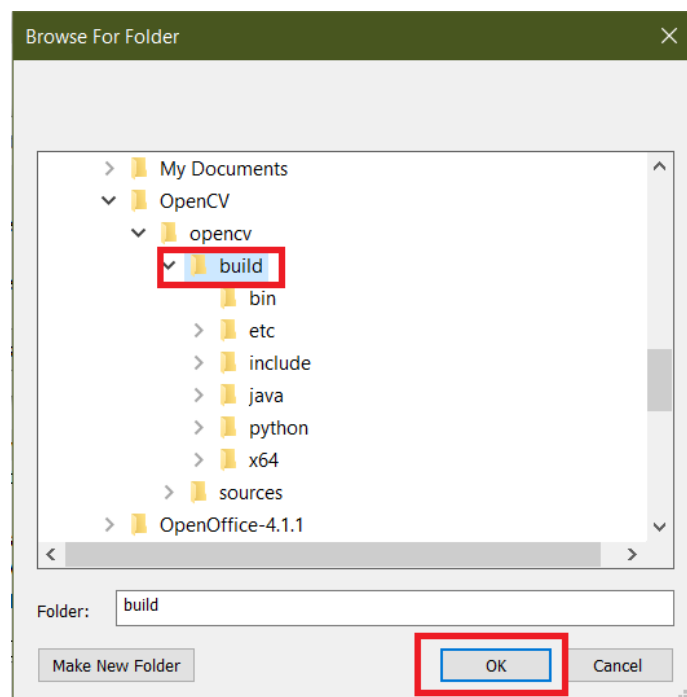 Browse For Folder
My Documents
OpenCV
opencv
build
bin
etc
include
java
python
x64
sources
OpenOffice-4.1.1
Folder: build
Make New Folder OK Cancel